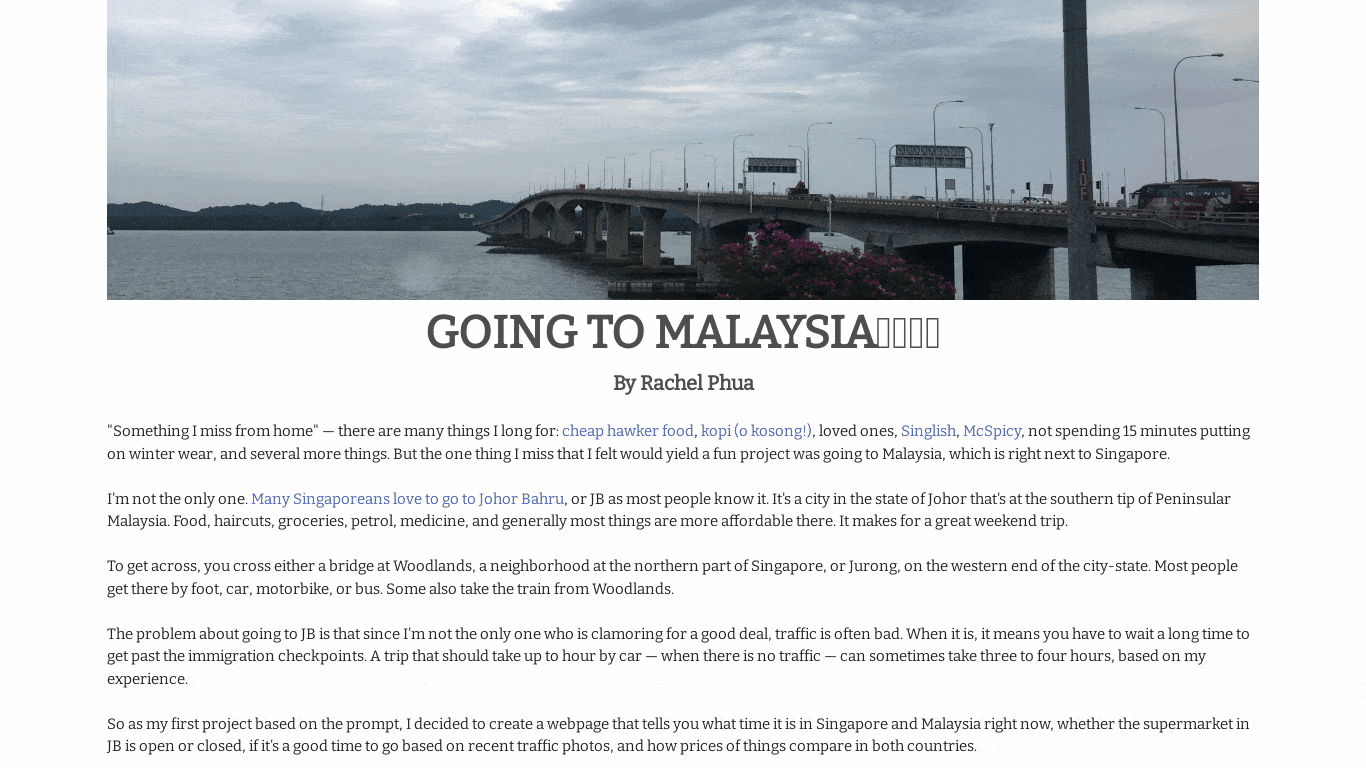 GOING TO MALAYSIA
By Rachel Phua
"Something I miss from home" — there are many things I long for: cheap hawker food, kopi (o kosong!), loved ones, Singlish, McSpicy, not spending 15 minutes putting
on winter wear, and several more things. But the one thing I miss that I felt would yield a fun project was going to Malaysia, which is right next to Singapore.
I'm not the only one. Many Singaporeans love to go to Johor Bahru, or JB as most people know it. It's a city in the state of Johor that's at the southern tip of Peninsular
Malaysia. Food, haircuts, groceries, petrol, medicine, and generally most things are more affordable there. It makes for a great weekend trip.
To get across, you cross either a bridge at Woodlands, a neighborhood at the northern part of Singapore, or Jurong, on the western end of the city-state. Most people
get there by foot, car, motorbike, or bus. Some also take the train from Woodlands.
The problem about going to JB is that since I'm not the only one who is clamoring for a good deal, traffic is often bad. When it is, it means you have to wait a long time to
get past the immigration checkpoints. A trip that should take up to hour by car — when there is no traffic — can sometimes take three to four hours, based on my
experience.
So as my first project based on the prompt, I decided to create a webpage that tells you what time it is in Singapore and Malaysia right now, whether the supermarket in
JB is open or closed, if it's a good time to go based on recent traffic photos, and how prices of things compare in both countries.